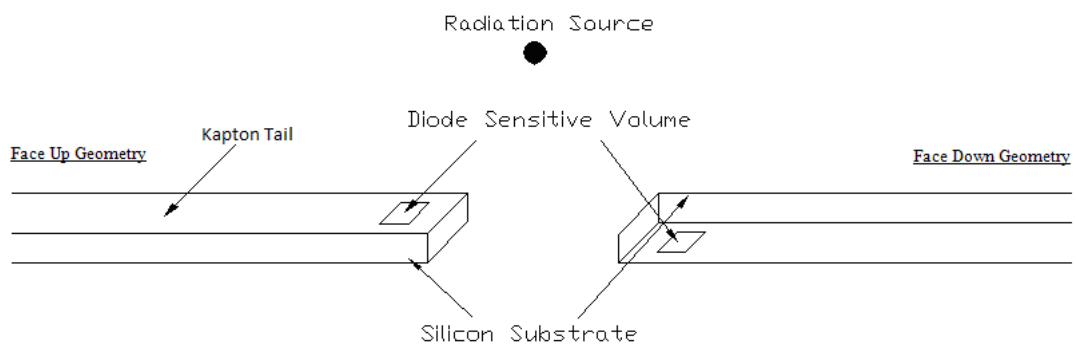 Radiation Source
Diode Sensitive Volume
Kapton Tail
Face Up Geometry
Face Down Geometry
Silicon Substrate